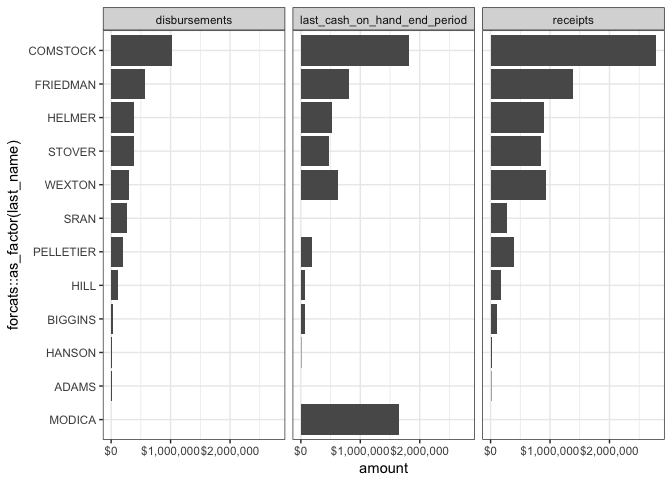 disbursements last_cash_on_hand_end_period receipts
COMSTOCK
FRIEDMAN
HELMER
STOVER
WEXTON
SRAN
PELLETIER
HILL
BIGGINS
HANSON
ADAMS
MODICA
forcats::as_factor(last_name)
$0 $1,000,000 $2,000,000 $0 $1,000,000 $2,000,000 $0 $1,000,000 $2,000,000
amount